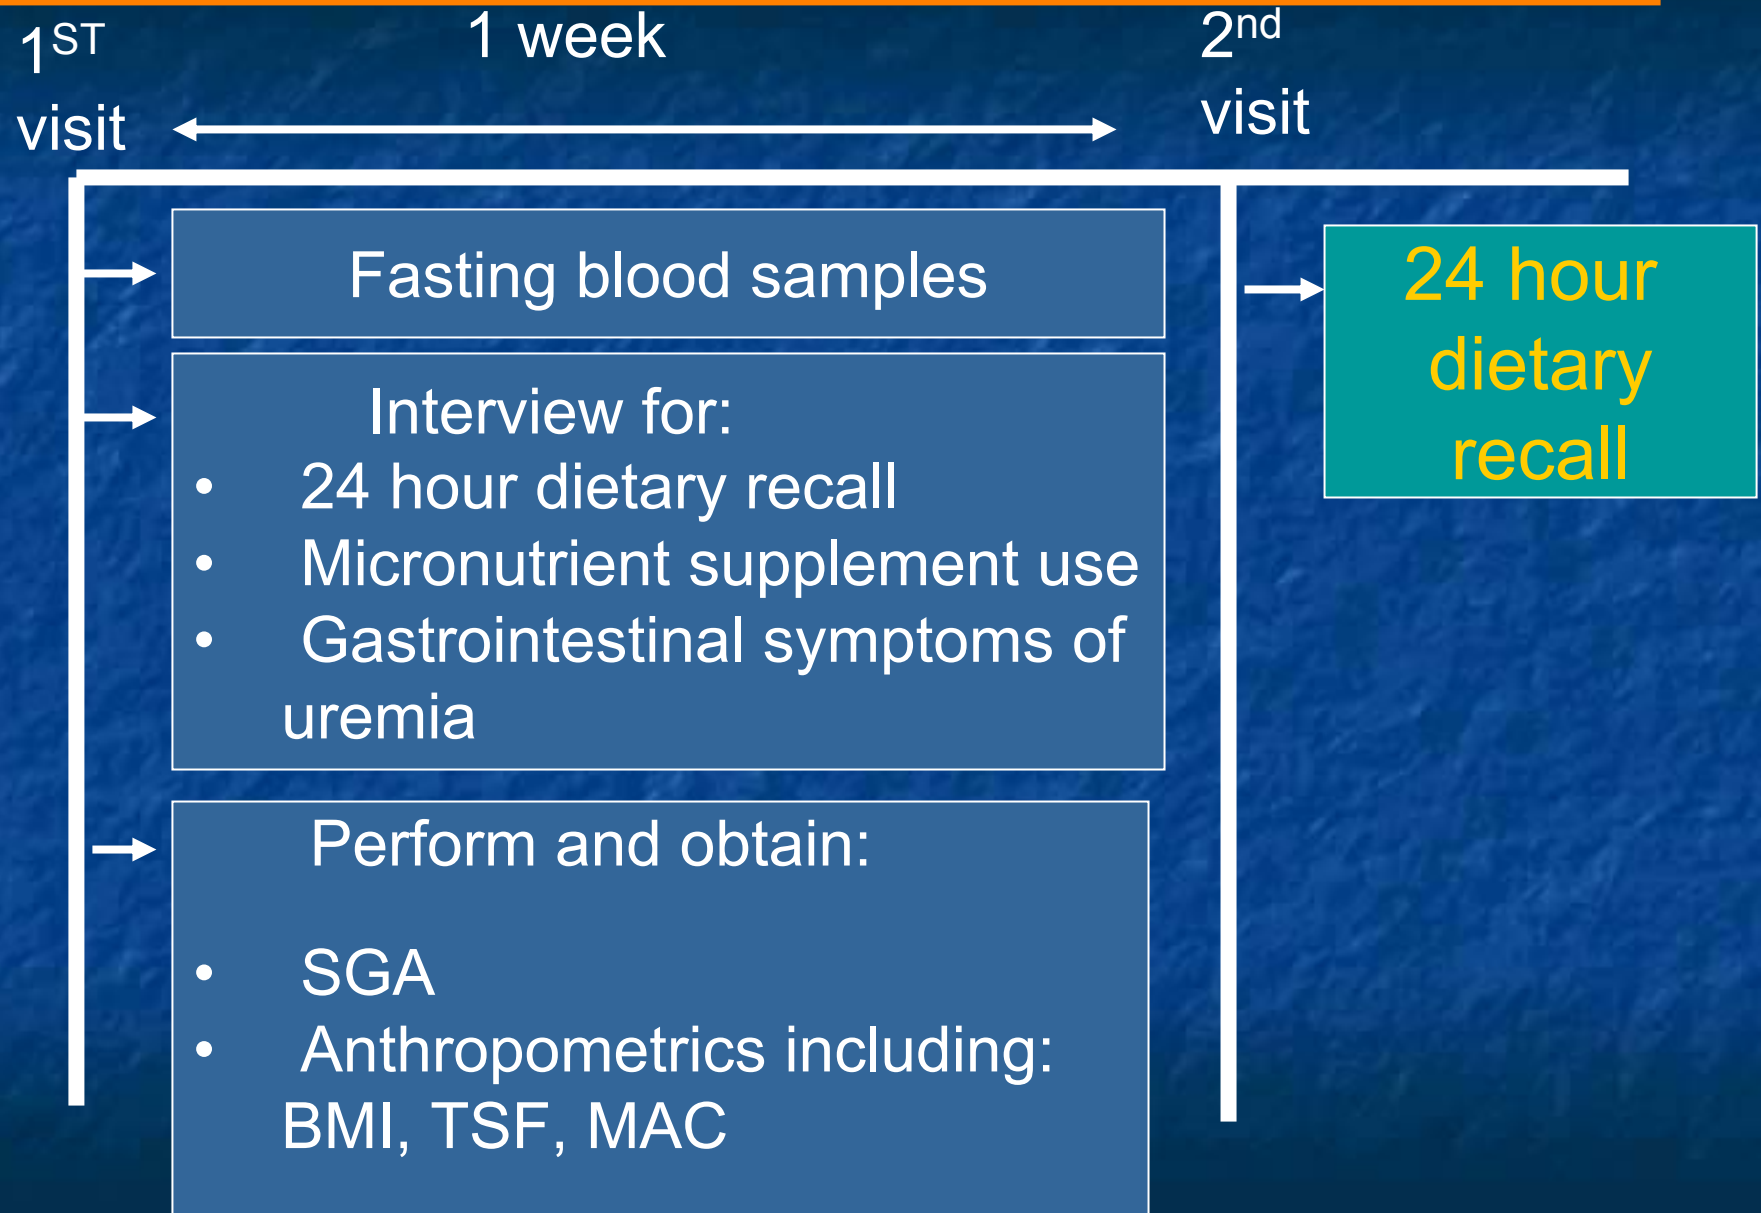 1ST
visit
1 week
2nd
visit
Fasting blood samples
Interview for:
• 24 hour dietary recall
• Micronutrient supplement use
• Gastrointestinal symptoms of
uremia
Perform and obtain:
• SGA
• Anthropometrics including:
BMI, TSF, MAC
24 hour
dietary
recall